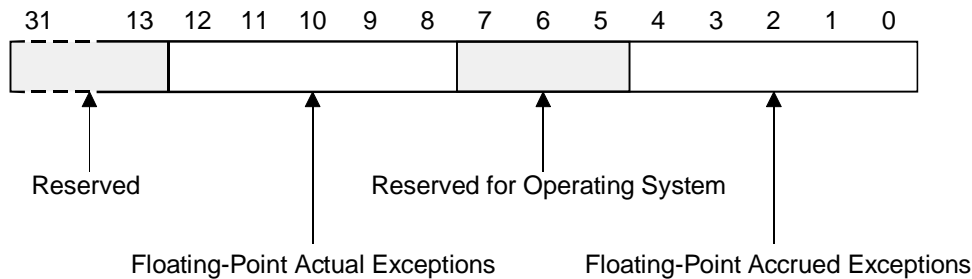 31 13 12 11 10 9 8 7 6 5 4 3 2 1 0
Reserved Reserved for Operating System
Floating-Point Actual Exceptions Floating-Point Accrued Exceptions